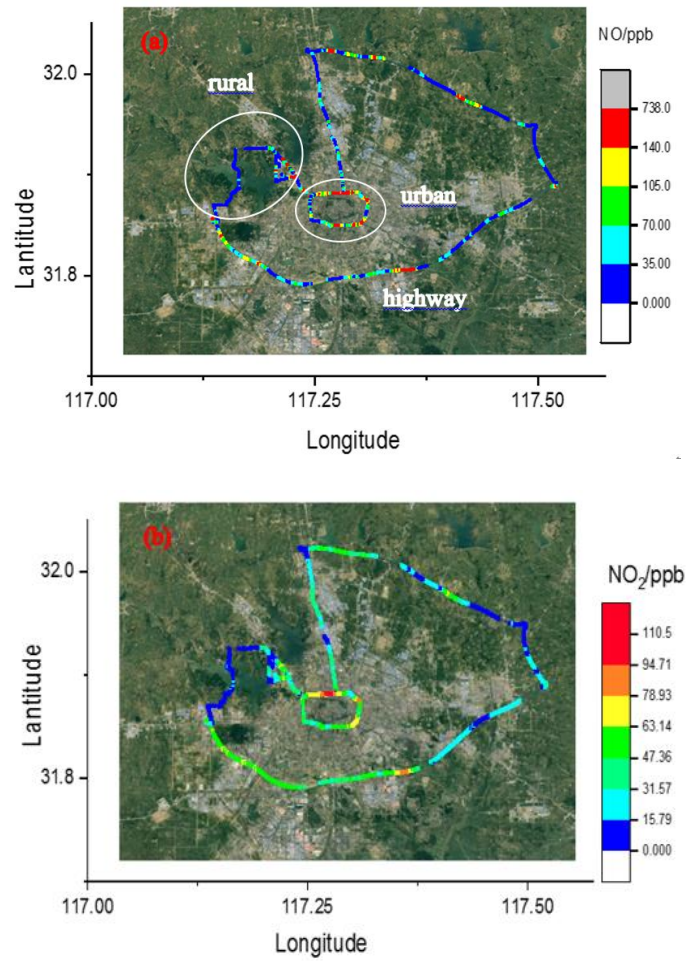 (a)
NO/ppb
32.0
rural
738.0
140.0
urban
105.0
70.00
31.8
35.00
highway
0.000
Lantitude
117.00
117.25
117.50
Longitude
(b)
NO₂/ppb
32.0
110.5
94.71
78.93
63.14
47.36
31.57
31.8
15.79
0.000
Lantitude
117.00
117.25
117.50
Longitude